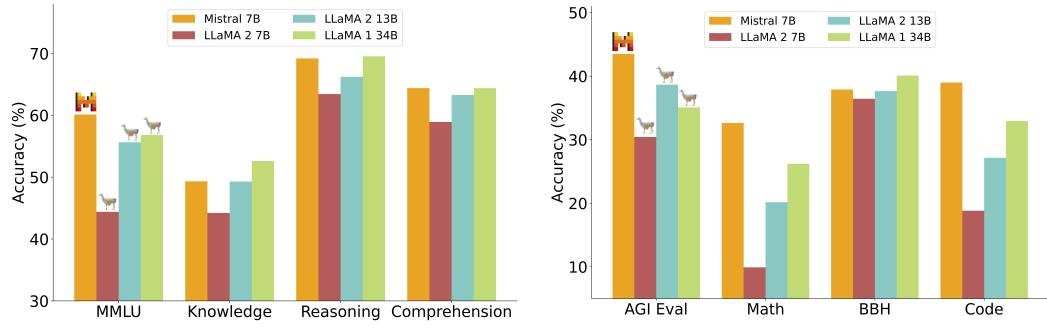 Mistral 7B
LLaMA 2 13B
LLaMA 2 7B
LLaMA 1 34B
Accuracy (%)
70
60
50
40
30
MMLU Knowledge Reasoning Comprehension
Mistral 7B
LLaMA 2 13B
LLaMA 2 7B
LLaMA 1 34B
Accuracy (%)
50
40
30
20
10
AGI Eval Math BBH Code